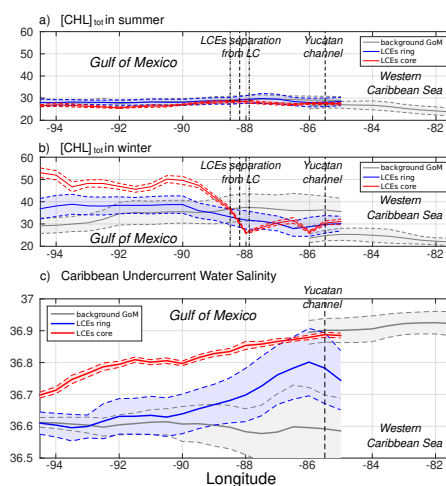 a) [CHL]tot in summer
60
50
40
30
20
LCEs separation
from LC
Yucatan
channel
Gulf of Mexico
Western
Caribbean Sea
background GoM
LCEs ring
LCEs core
-94 -92 -90 -88 -86 -84 -82
b) [CHL]tot in winter
60
50
40
30
20
LCEs separation
from LC
Yucatan
channel
background GoM
LCEs ring
LCEs core
Western
Caribbean Sea
Gulf of Mexico
-94 -92 -90 -88 -86 -84 -82
c) Caribbean Undercurrent Water Salinity
37
36.9
36.8
36.7
36.6
36.5
Yucatan
channel
Gulf of Mexico
background GoM
LCEs ring
LCEs core
Western
Caribbean Sea
-94 -92 -90 -88 -86 -84 -82
Longitude